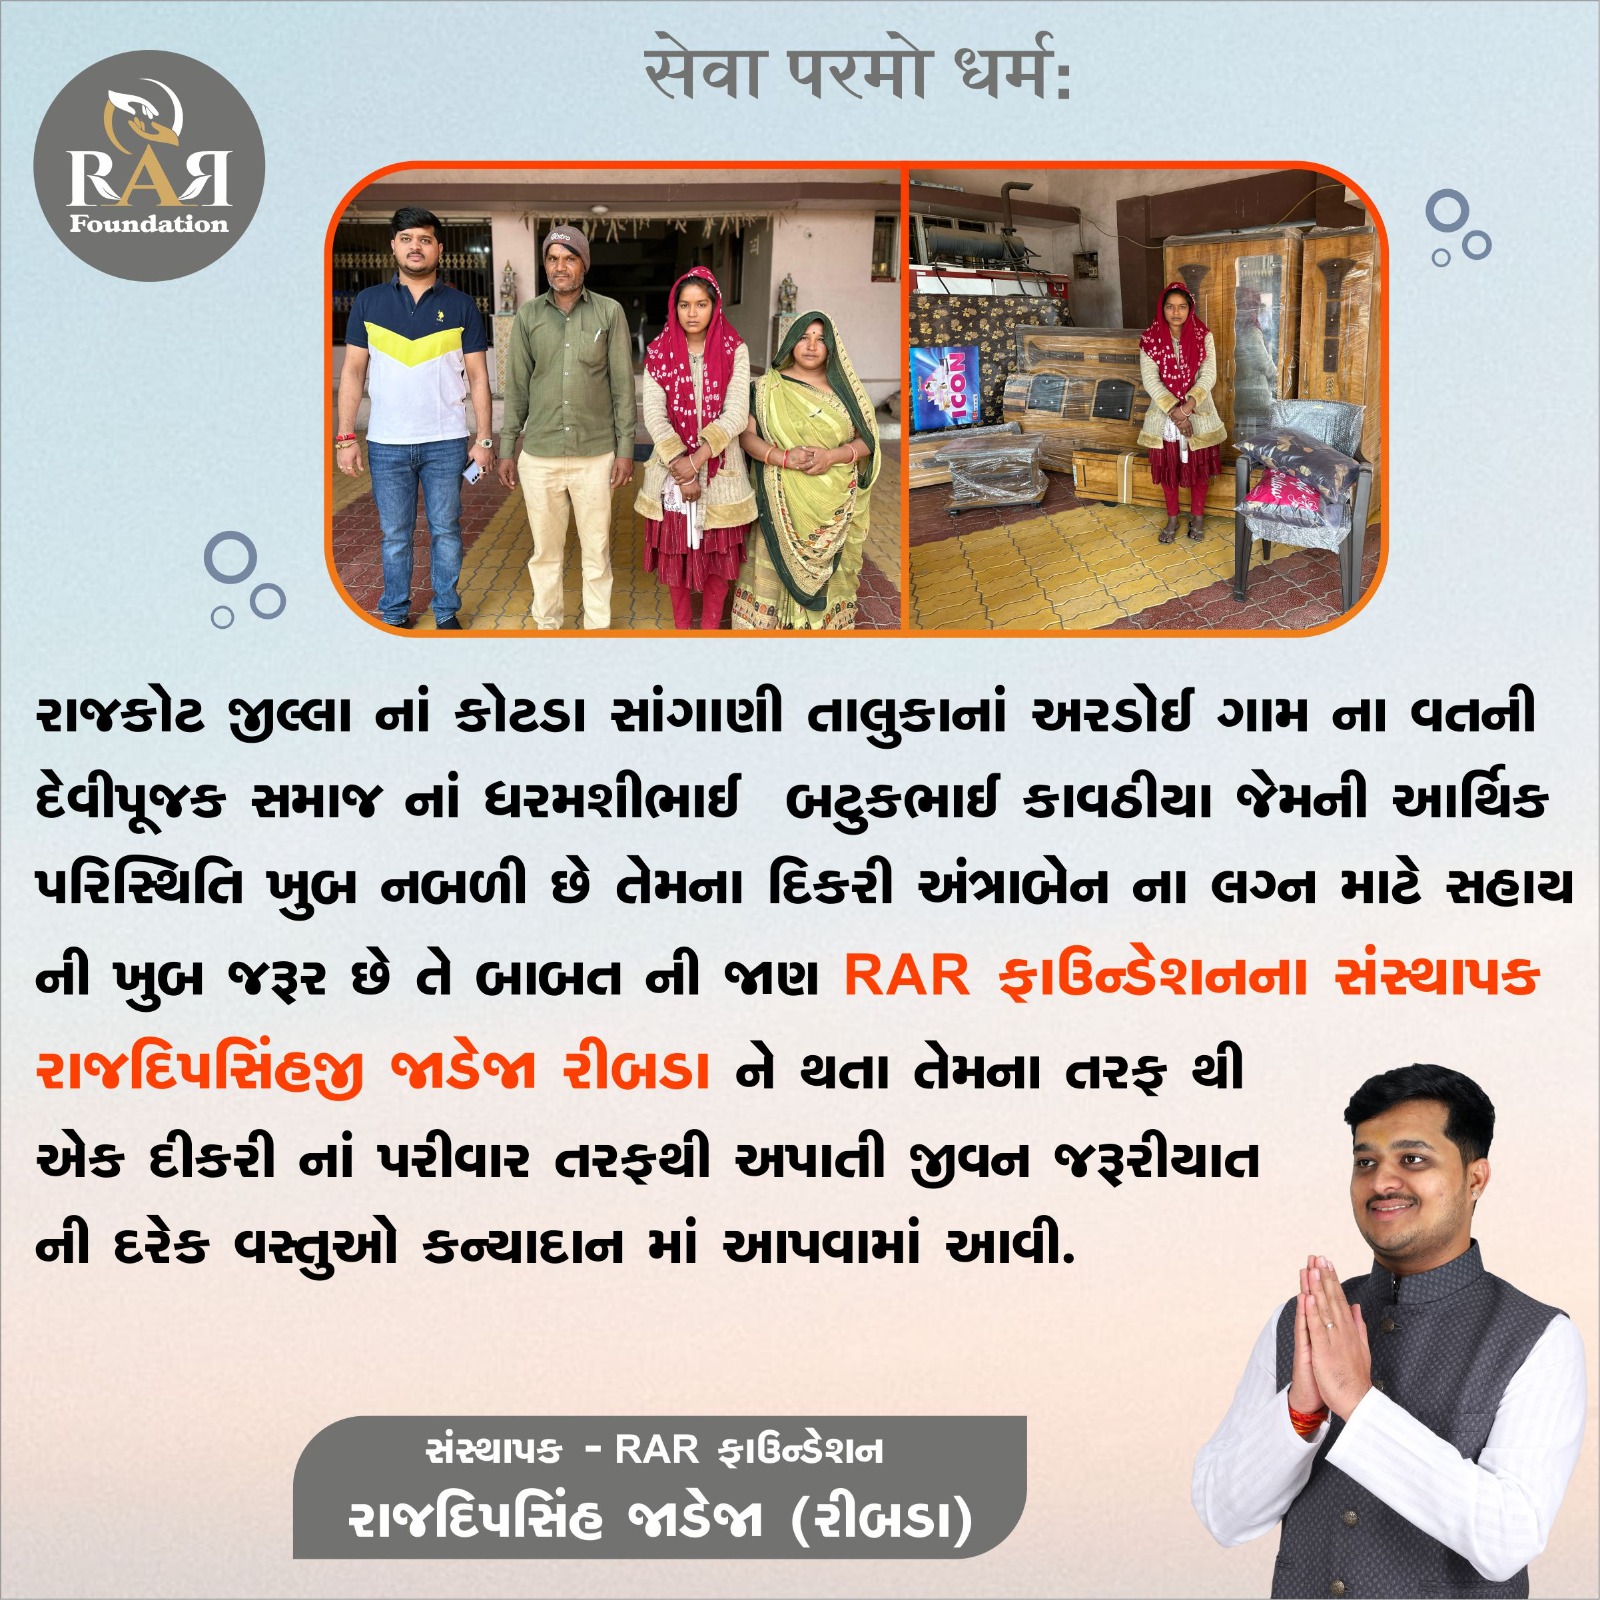 सेवा परमो धर्म:
RAR
Foundation
ICON
રાજકોટ જીલ્લા નાં કોટડા સાંગાણી તાલુકાનાં અરડોઈ ગામ ના વતની
દેવીપૂજક સમાજ નાં ધરમશીભાઈ બટુકભાઈ કાવઠીયા જેમની આર્થિક
પરિસ્થિતિ ખુબ નબળી છે તેમના દિકરી અંત્રાબેન ના લગ્ન માટે સહાય
ની ખુબ જરૂર છે તે બાબત ની જાણ RAR ફાઉન્ડેશનના સંસ્થાપક
રાજદિપસિંહજી જાડેજા રીબડા ને થતા તેમના તરફ થી
એક દીકરી નાં પરીવાર તરફથી અપાતી જીવન જરૂરીયાત
ની દરેક વસ્તુઓ કન્યાદાન માં આપવામાં આવી.
સંસ્થાપક - RAR ફાઉન્ડેશન
રાજદિપસિંહ જાડેજા (રીબડા)